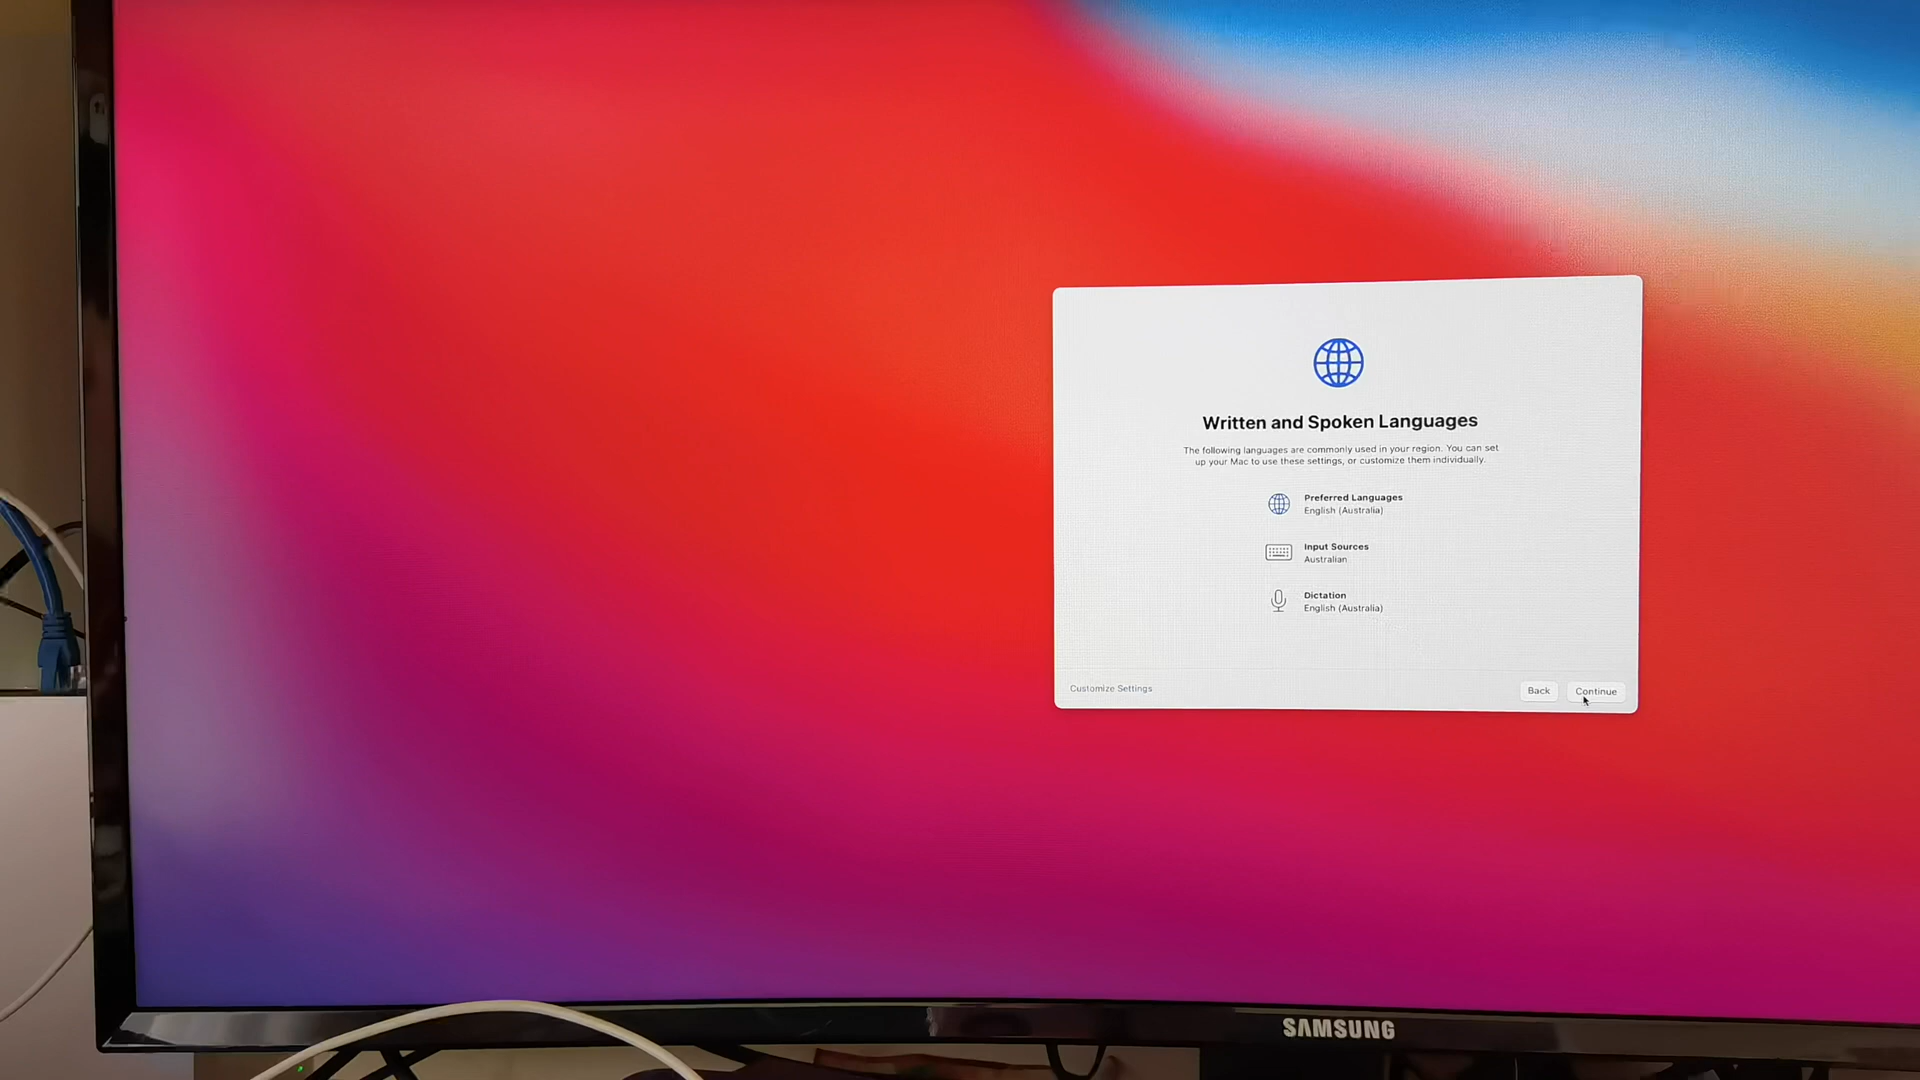 Written and Spoken Languages
The following languages are commonly used in your region. You can set
up your Mac to use these settings, or customize them individually.
Preferred Languages
English (Australia)
Input Sources
Australian
Dictation
English (Australia)
Customize Settings
Back
Continue
SAMSUNG